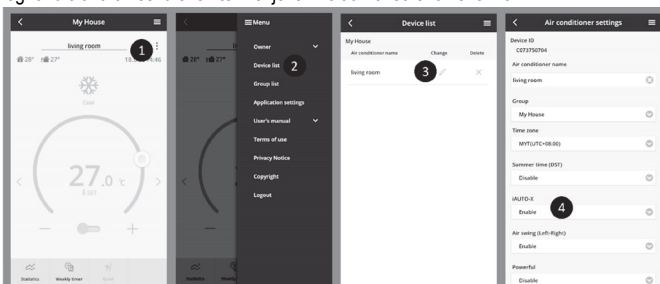 My House
living room
1
28° 27°
Cool
27.0 °c
SET
Statistics Weekly timer
Menu
Owner
Device list
2
Group list
Application settings
User's manual
Terms of use
Privacy Notice
Copyright
Logout
Device list
My House
Air conditioner name Change Delete
living room
3
Air conditioner settings
Device ID
C073750704
Air conditioner name
living room
Group
My House
Time zone
MYT(UTC+08:00)
Summer time (DST)
Disable
iAUTO-X
Enable
4
Air swing (Left-Right)
Enable
Powerful
Disable